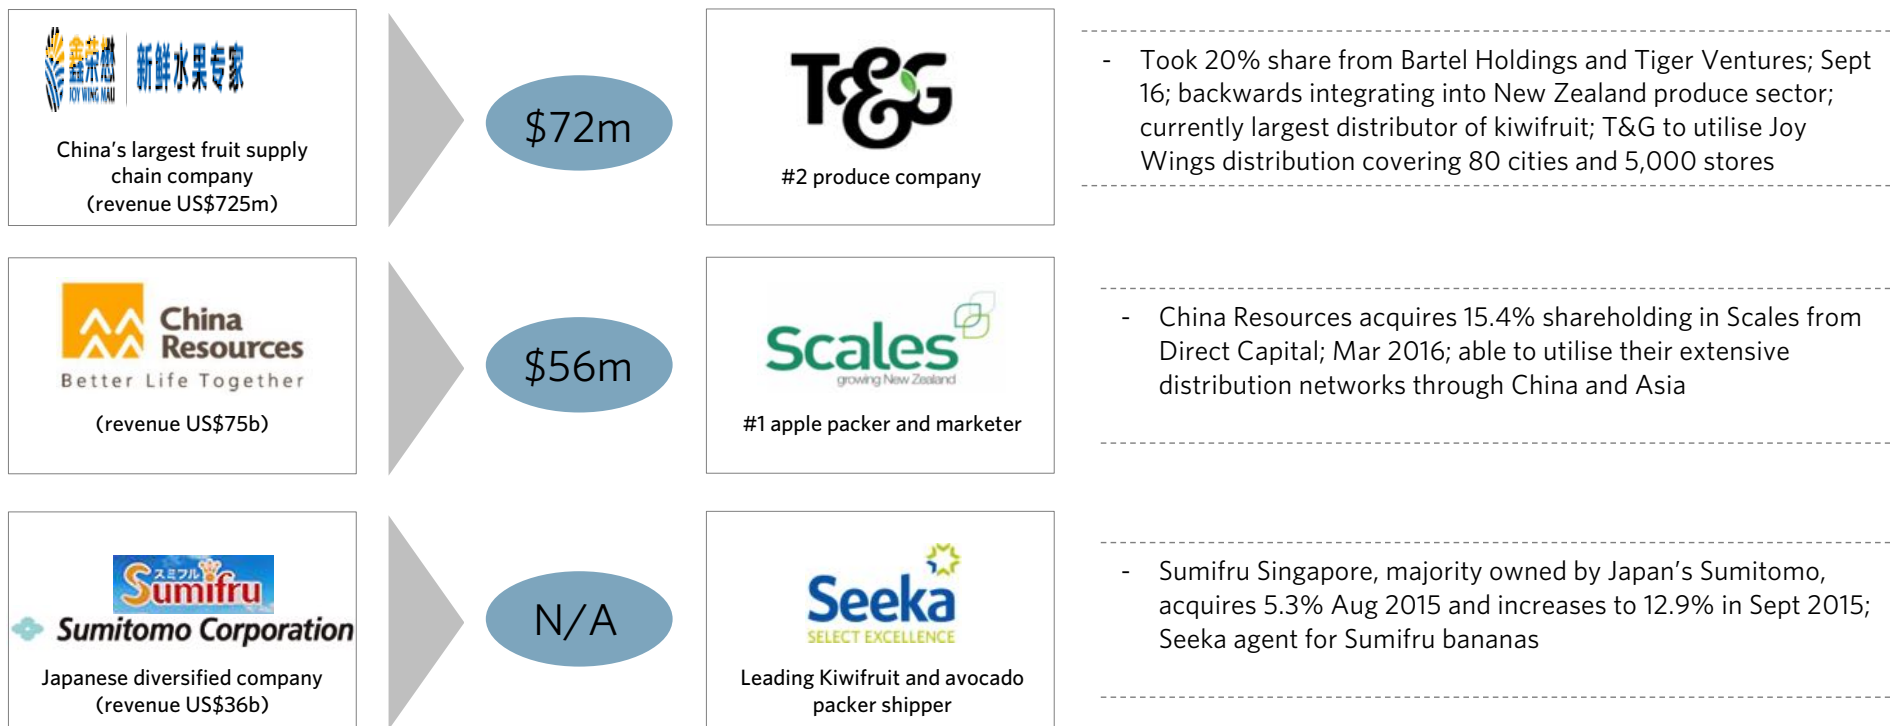 鑫荣懋
JOY WING MAU
新鲜水果专家
China's largest fruit supply
chain company
(revenue US$725m)
$72m
T&G
#2 produce company
- Took 20% share from Bartel Holdings and Tiger Ventures; Sept
16; backwards integrating into New Zealand produce sector;
currently largest distributor of kiwifruit; T&G to utilise Joy
Wings distribution covering 80 cities and 5,000 stores
China
Resources
Better Life Together
(revenue US$75b)
$56m
Scales
growing New Zealand
#1 apple packer and marketer
- China Resources acquires 15.4% shareholding in Scales from
Direct Capital; Mar 2016; able to utilise their extensive
distribution networks through China and Asia
スミフル
Sumifru
Sumitomo Corporation
Japanese diversified company
(revenue US$36b)
N/A
Seeka
SELECT EXCELLENCE
Leading Kiwifruit and avocado
packer shipper
- Sumifru Singapore, majority owned by Japan's Sumitomo,
acquires 5.3% Aug 2015 and increases to 12.9% in Sept 2015;
Seeka agent for Sumifru bananas